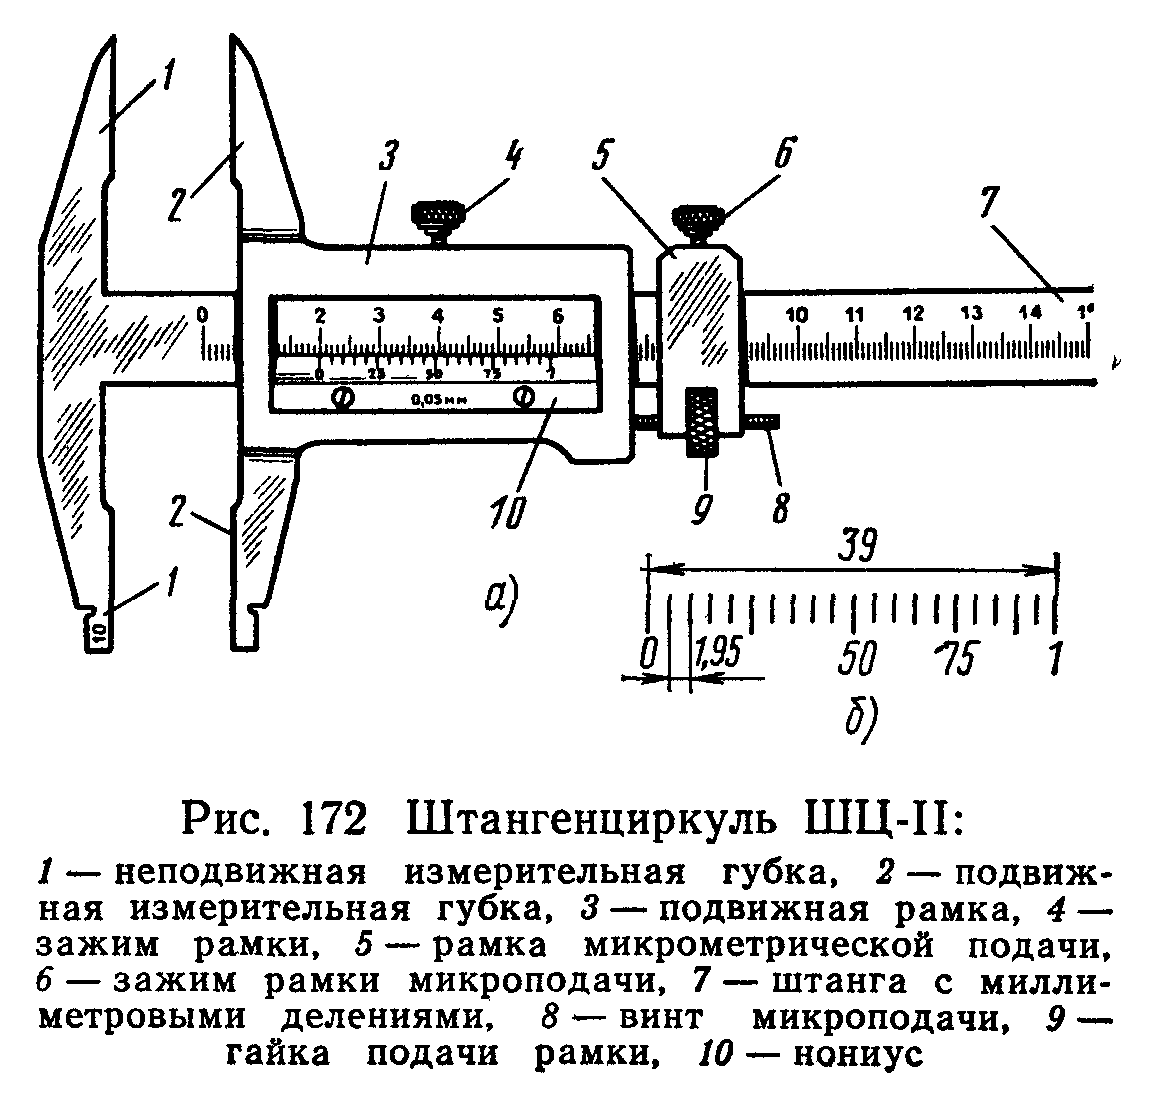 1
2
3
4
5
6
7
0
2 3 4 5 6
10 11 12 13 14
0 25 50 75 1
0,05 мм
2
1
10
10
9
8
а)
39
0 1,95 50 75 1
б)
Рис. 172 Штангенциркуль ШЦ-II:
1 — неподвижная измерительная губка, 2 — подвиж-
ная измерительная губка, 3 — подвижная рамка, 4 —
зажим рамки, 5 — рамка микрометрической подачи,
6 — зажим рамки микроподачи, 7 — штанга с милли-
метровыми делениями, 8 — винт микроподачи, 9 —
гайка подачи рамки, 10 — нониус